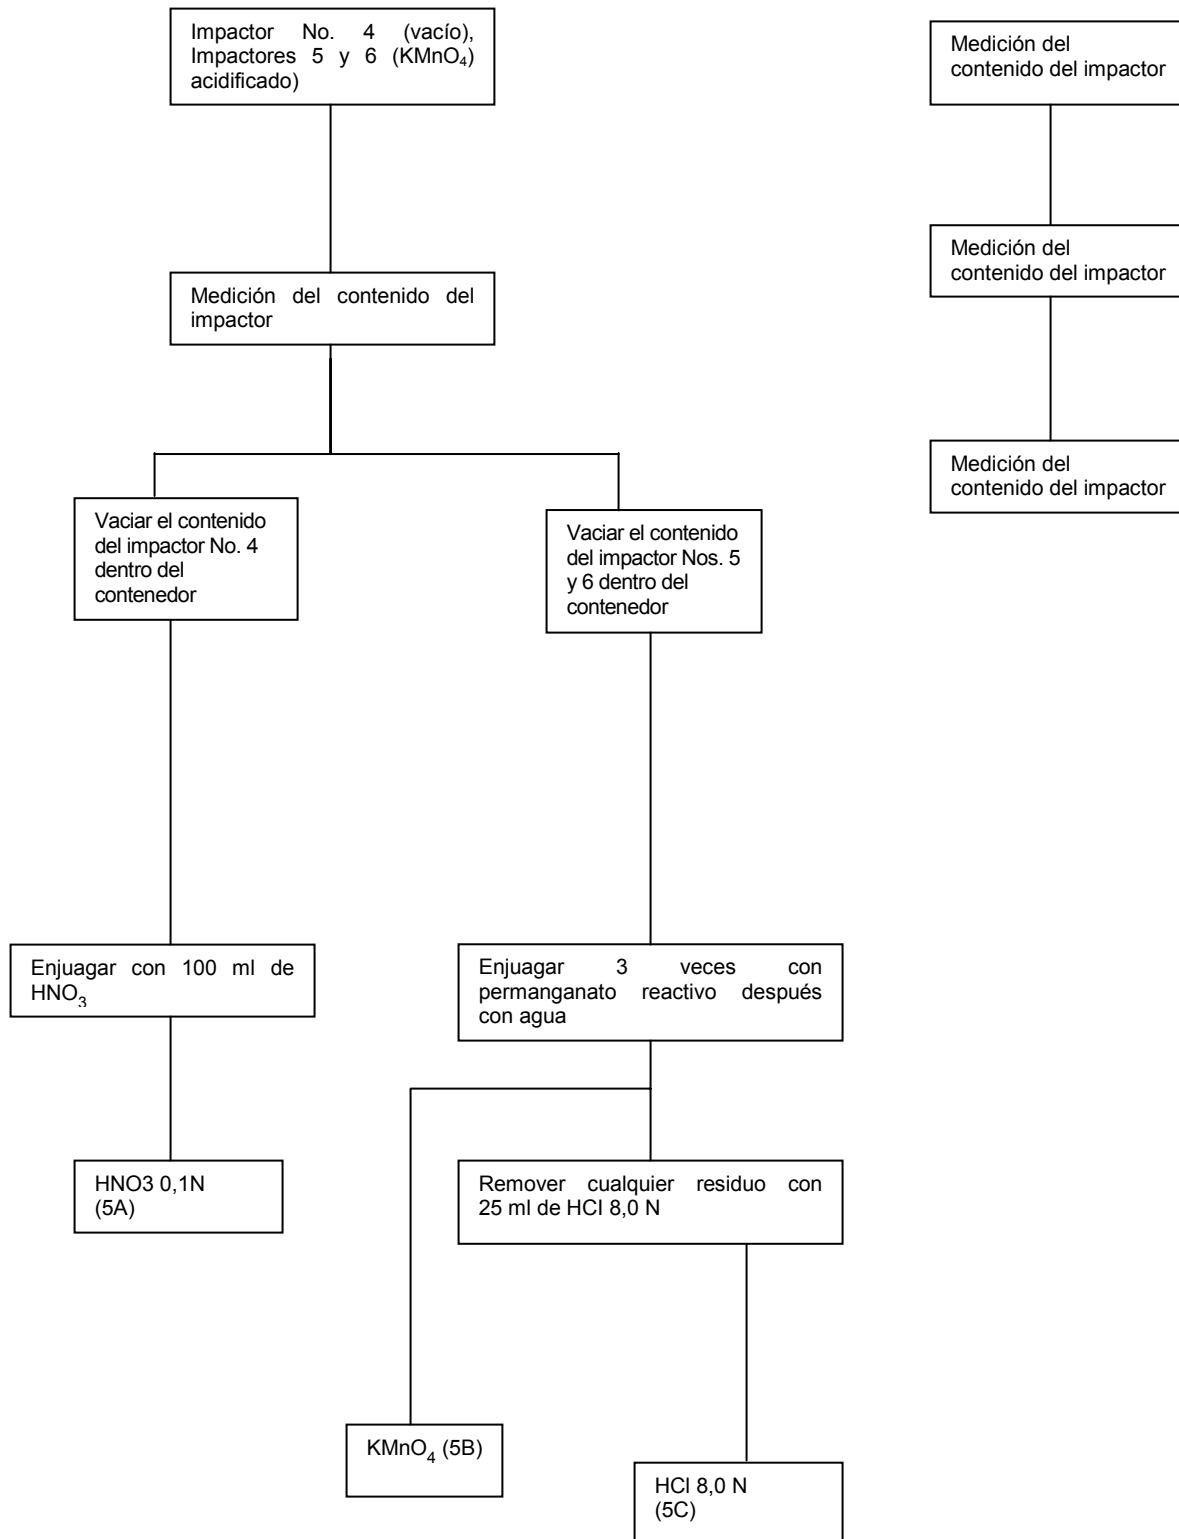 Impactor No. 4 (vacío),
Impactores 5 y 6 (KMnO₄)
acidificado)
Medición del
contenido del impactor
Medición del
contenido del impactor
Medición del contenido del
impactor
Medición del
contenido del impactor
Vaciar el contenido
del impactor No. 4
dentro del
contenedor
Vaciar el contenido
del impactor Nos. 5
y 6 dentro del
contenedor
Enjuagar con 100 ml de
HNO₃
Enjuagar 3 veces con
permanganato reactivo después
con agua
HNO3 0,1N
(5A)
Remover cualquier residuo con
25 ml de HCl 8,0 N
KMnO₄ (5B)
HCl 8,0 N
(5C)